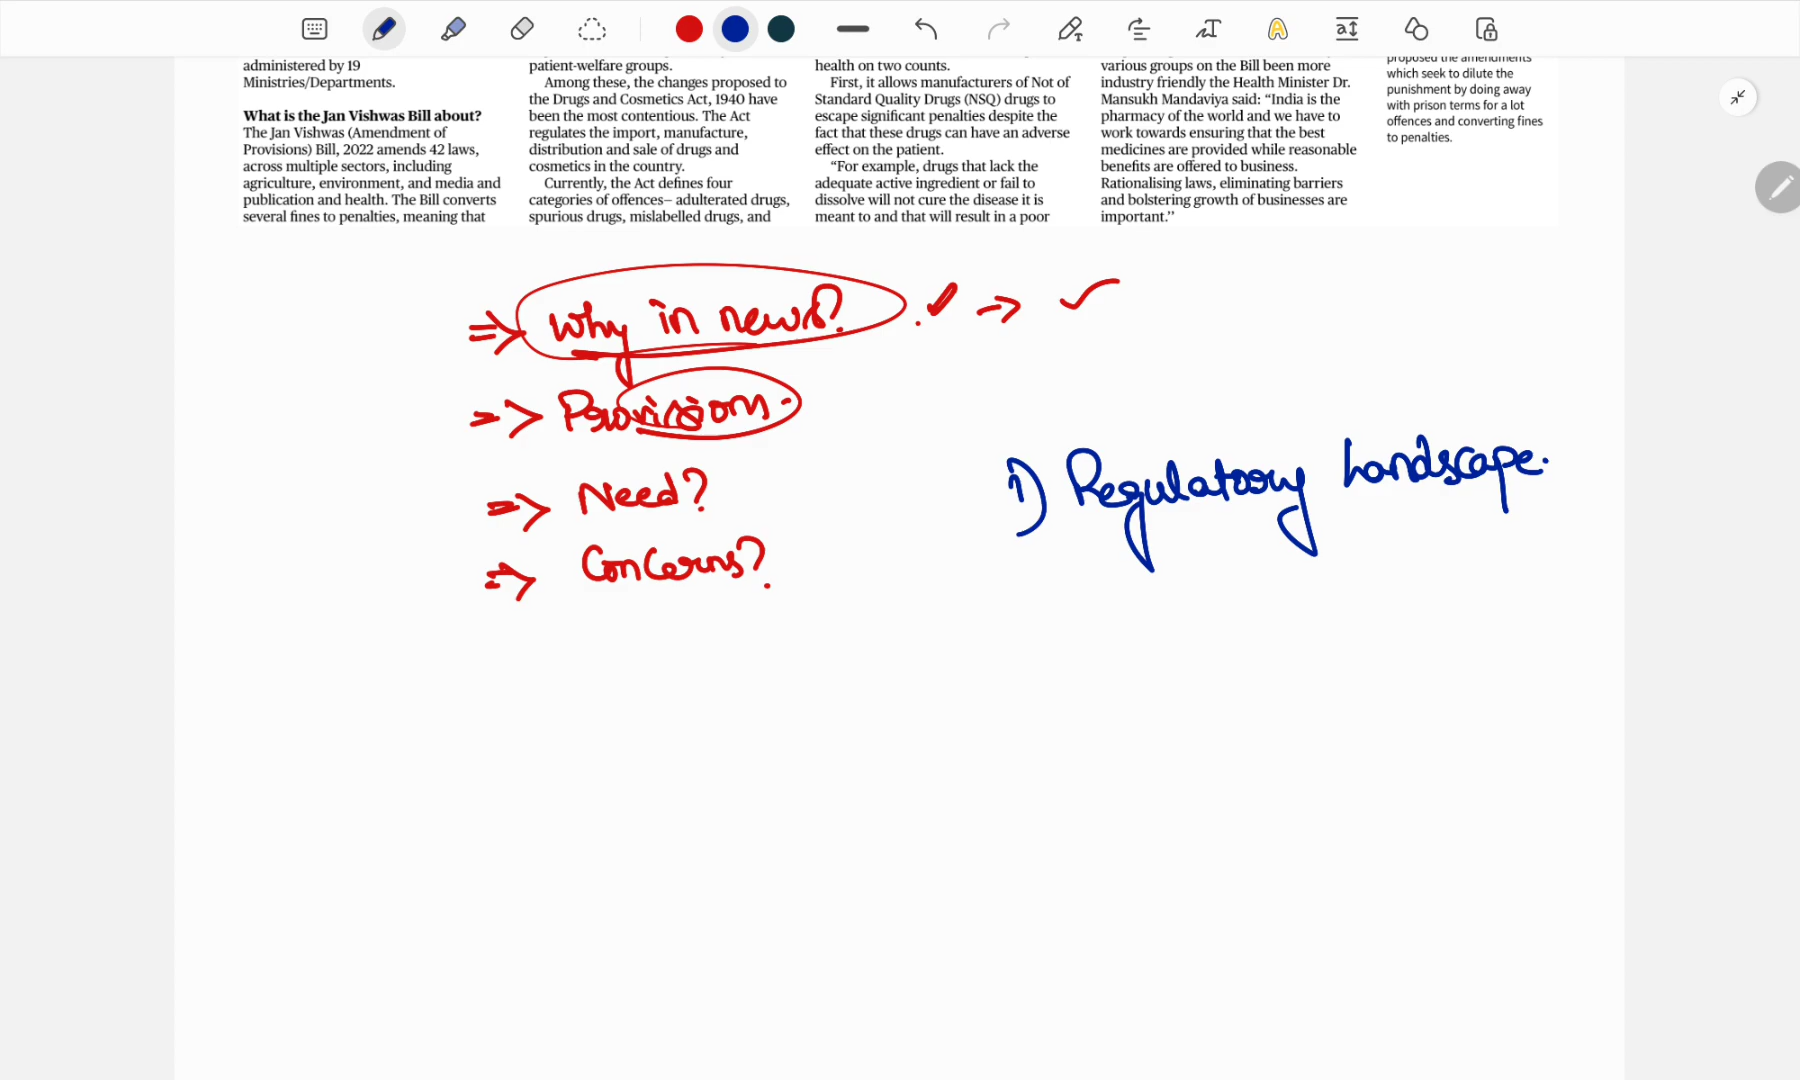 administered by 19
Ministries/Departments.
What is the Jan Vishwas Bill about?
The Jan Vishwas (Amendment of
Provisions) Bill, 2022 amends 42 laws,
across multiple sectors, including
agriculture, environment, and media and
publication and health. The Bill converts
several fines to penalties, meaning that
patient-welfare groups.
Among these, the changes proposed to
the Drugs and Cosmetics Act, 1940 have
been the most contentious. The Act
regulates the import, manufacture,
distribution and sale of drugs and
cosmetics in the country.
Currently, the Act defines four
categories of offences– adulterated drugs,
spurious drugs, mislabelled drugs, and
health on two counts.
First, it allows manufacturers of Not of
Standard Quality Drugs (NSQ) drugs to
escape significant penalties despite the
fact that these drugs can have an adverse
effect on the patient.
“For example, drugs that lack the
adequate active ingredient or fail to
dissolve will not cure the disease it is
meant to and that will result in a poor
various groups on the Bill been more
industry friendly the Health Minister Dr.
Mansukh Mandaviya said: “India is the
pharmacy of the world and we have to
work towards ensuring that the best
medicines are provided while reasonable
benefits are offered to business.
Rationalising laws, eliminating barriers
and bolstering growth of businesses are
important.’’
proposed the amendments
which seek to dilute the
punishment by doing away
with prison terms for a lot
offences and converting fines
to penalties.
=> Why in news? . ✓ -> ✓
=> Provision.
=> Need?
=> Concerns?
1) Regulatory Landscape.